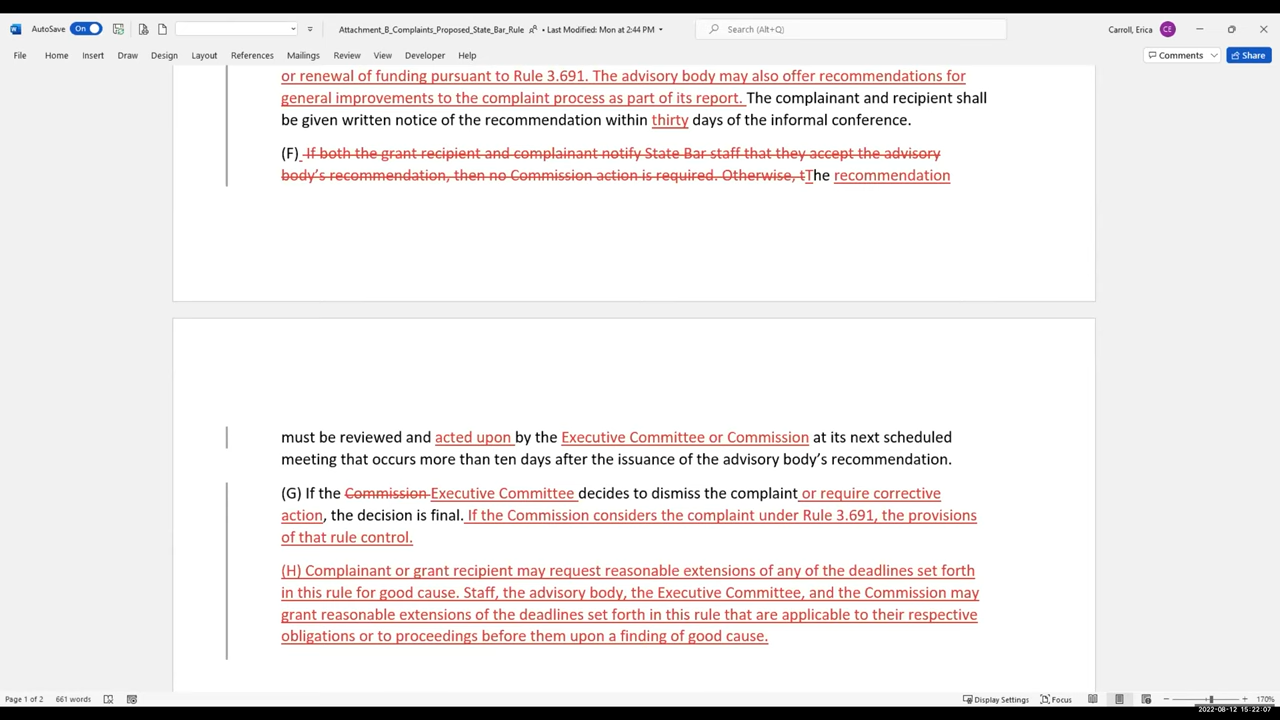 AutoSave On Attachment_B_Complaints_Proposed_State_Bar_Rule • Last Modified: Mon at 2:44 PM Search (Alt+Q) Carroll, Erica CE
File Home Insert Draw Design Layout References Mailings Review View Developer Help Comments Share
or renewal of funding pursuant to Rule 3.691. The advisory body may also offer recommendations for
general improvements to the complaint process as part of its report. The complainant and recipient shall
be given written notice of the recommendation within thirty days of the informal conference.
(F) If both the grant recipient and complainant notify State Bar staff that they accept the advisory
body's recommendation, then no Commission action is required. Otherwise, tThe recommendation
must be reviewed and acted upon by the Executive Committee or Commission at its next scheduled
meeting that occurs more than ten days after the issuance of the advisory body's recommendation.
(G) If the Commission Executive Committee decides to dismiss the complaint or require corrective
action, the decision is final. If the Commission considers the complaint under Rule 3.691, the provisions
of that rule control.
(H) Complainant or grant recipient may request reasonable extensions of any of the deadlines set forth
in this rule for good cause. Staff, the advisory body, the Executive Committee, and the Commission may
grant reasonable extensions of the deadlines set forth in this rule that are applicable to their respective
obligations or to proceedings before them upon a finding of good cause.
Page 1 of 2 661 words Display Settings Focus 170%
2022-08-12 15:22:07